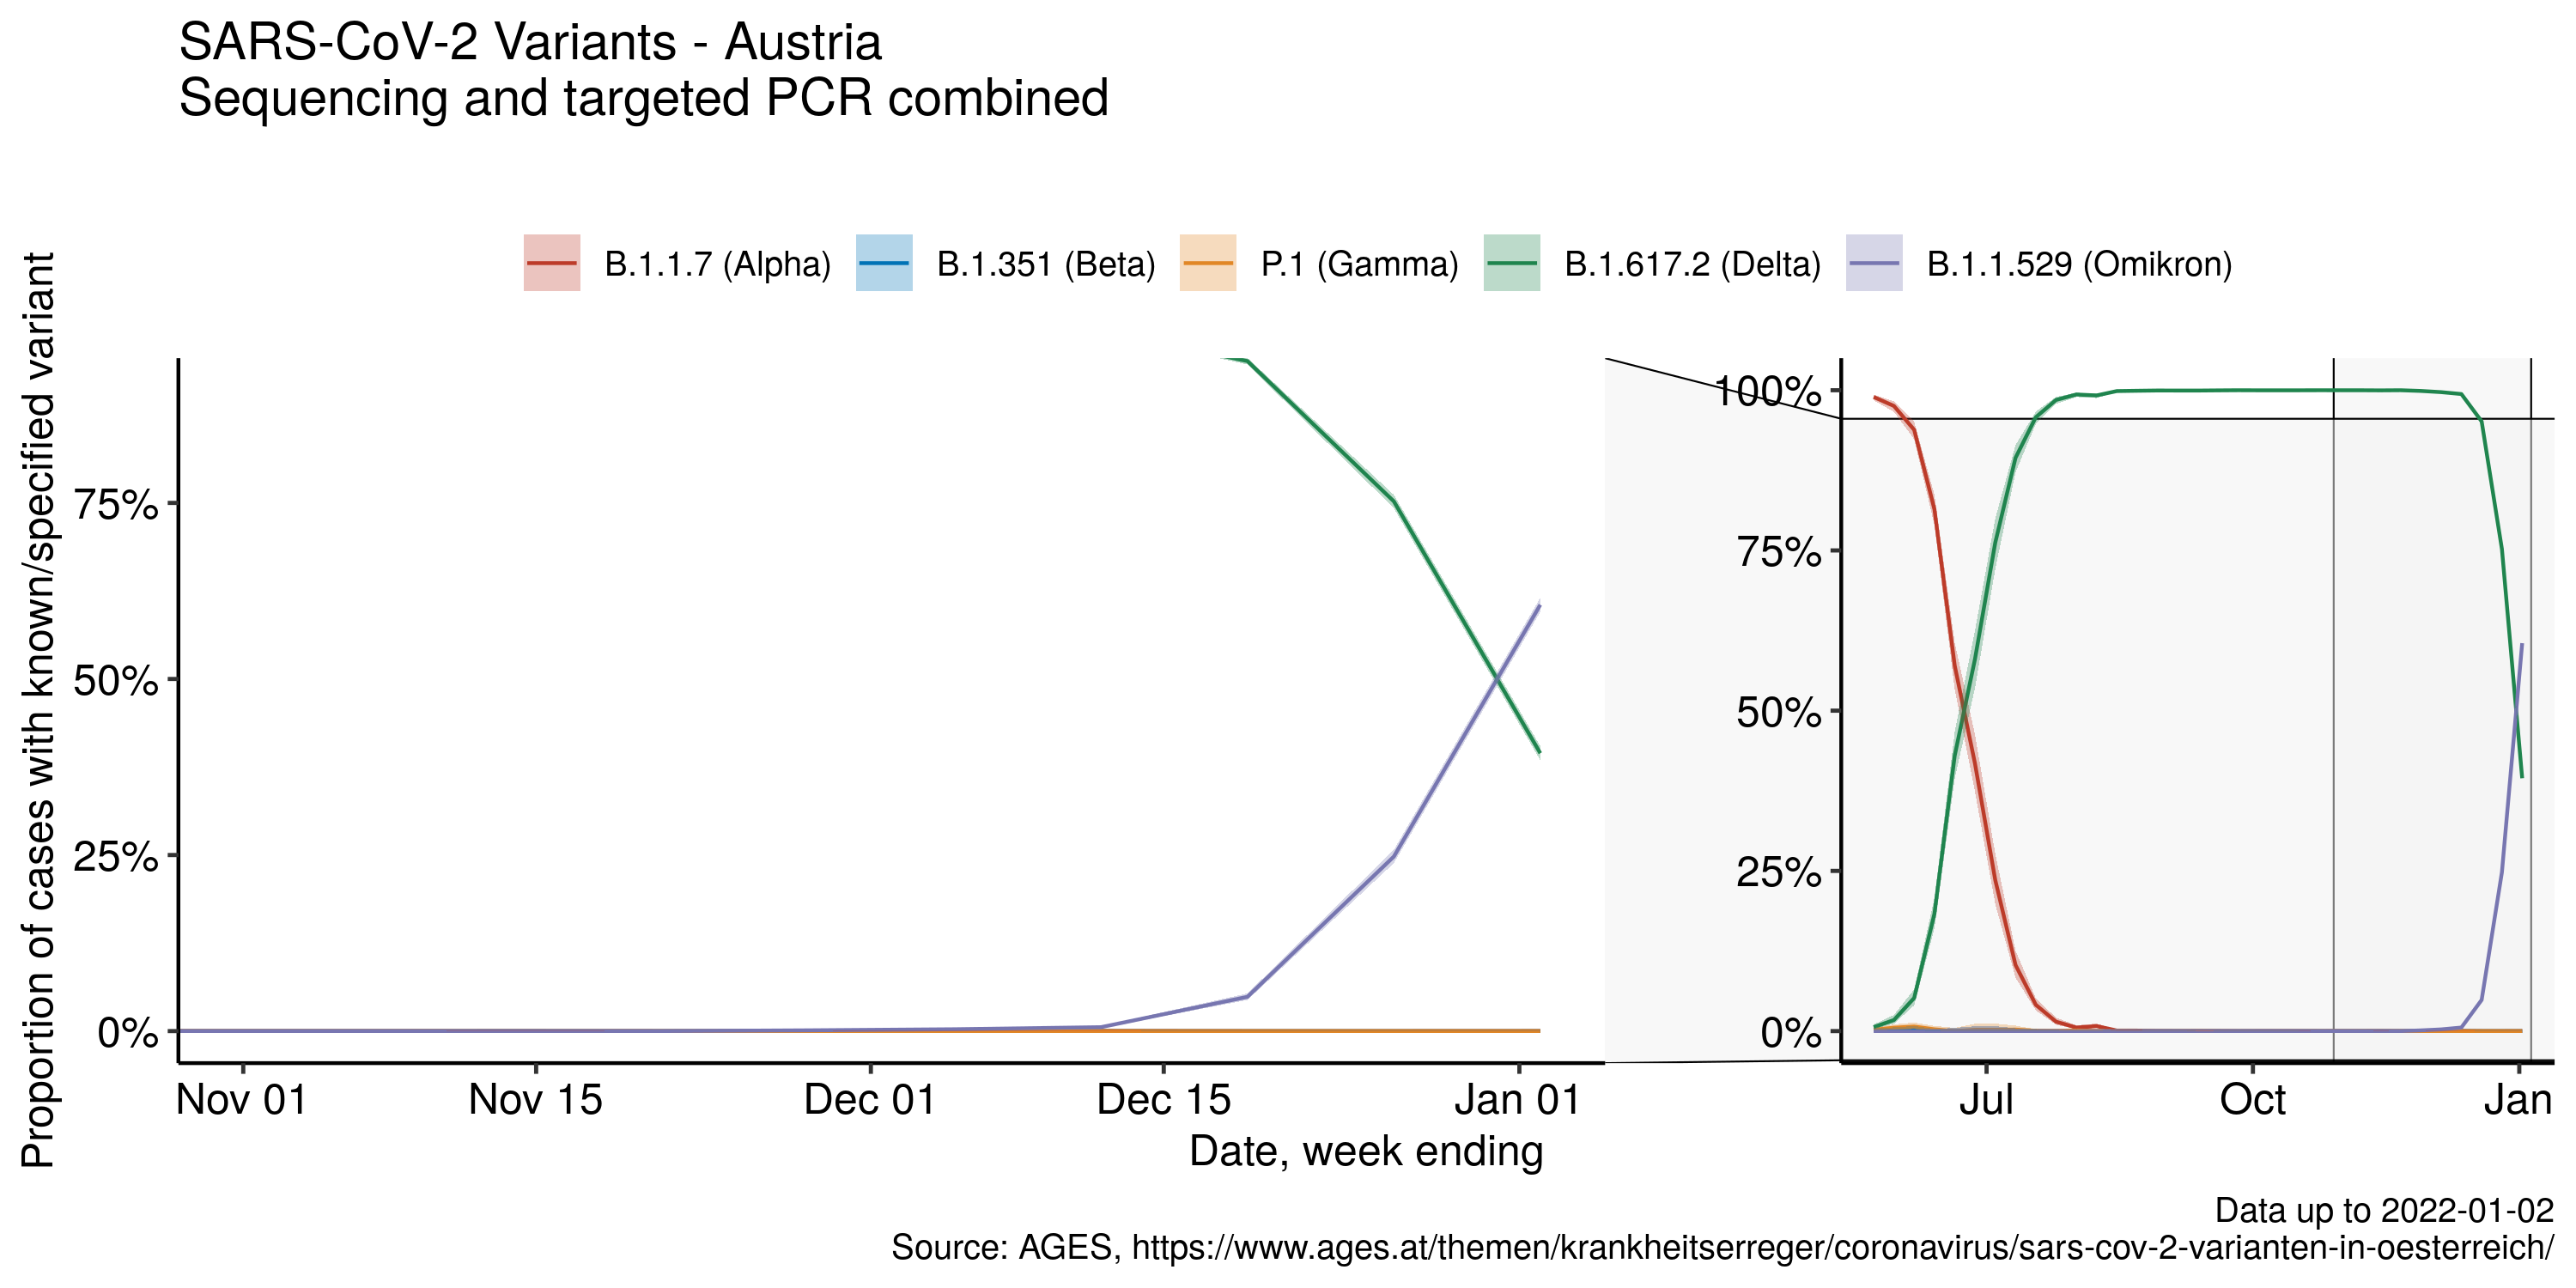 SARS-CoV-2 Variants - Austria
Sequencing and targeted PCR combined
B.1.1.7 (Alpha) B.1.351 (Beta) P.1 (Gamma) B.1.617.2 (Delta) B.1.1.529 (Omikron)
Proportion of cases with known/specified variant
75%
50%
25%
0%
Nov 01 Nov 15 Dec 01 Dec 15 Jan 01
100%
75%
50%
25%
0%
Jul Oct Jan
Date, week ending
Data up to 2022-01-02
Source: AGES, https://www.ages.at/themen/krankheitserreger/coronavirus/sars-cov-2-varianten-in-oesterreich/